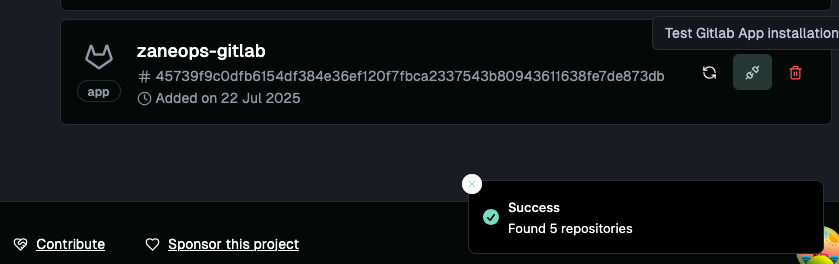 Test Gitlab App installation
zaneops-gitlab
# 45739f9c0dfb6154df384e36ef120f7fbca2337543b80943611638fe7de873db
app
Added on 22 Jul 2025
Success
Found 5 repositories
Contribute
Sponsor this project